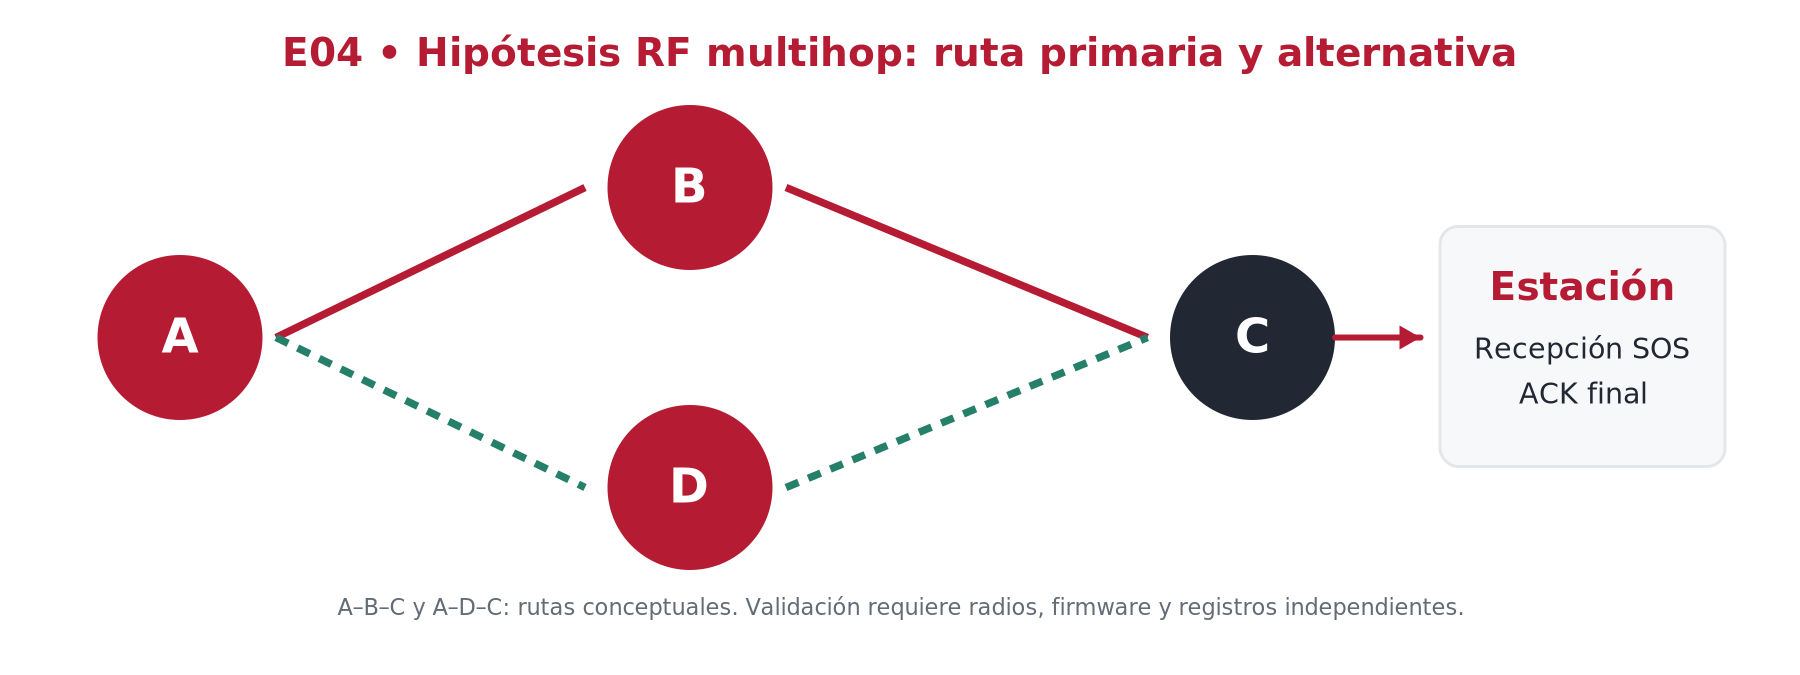 E04 • Hipótesis RF multihop: ruta primaria y alternativa
B
A
C
Estación
Recepción SOS
ACK final
D
A–B–C y A–D–C: rutas conceptuales. Validación requiere radios, firmware y registros independientes.